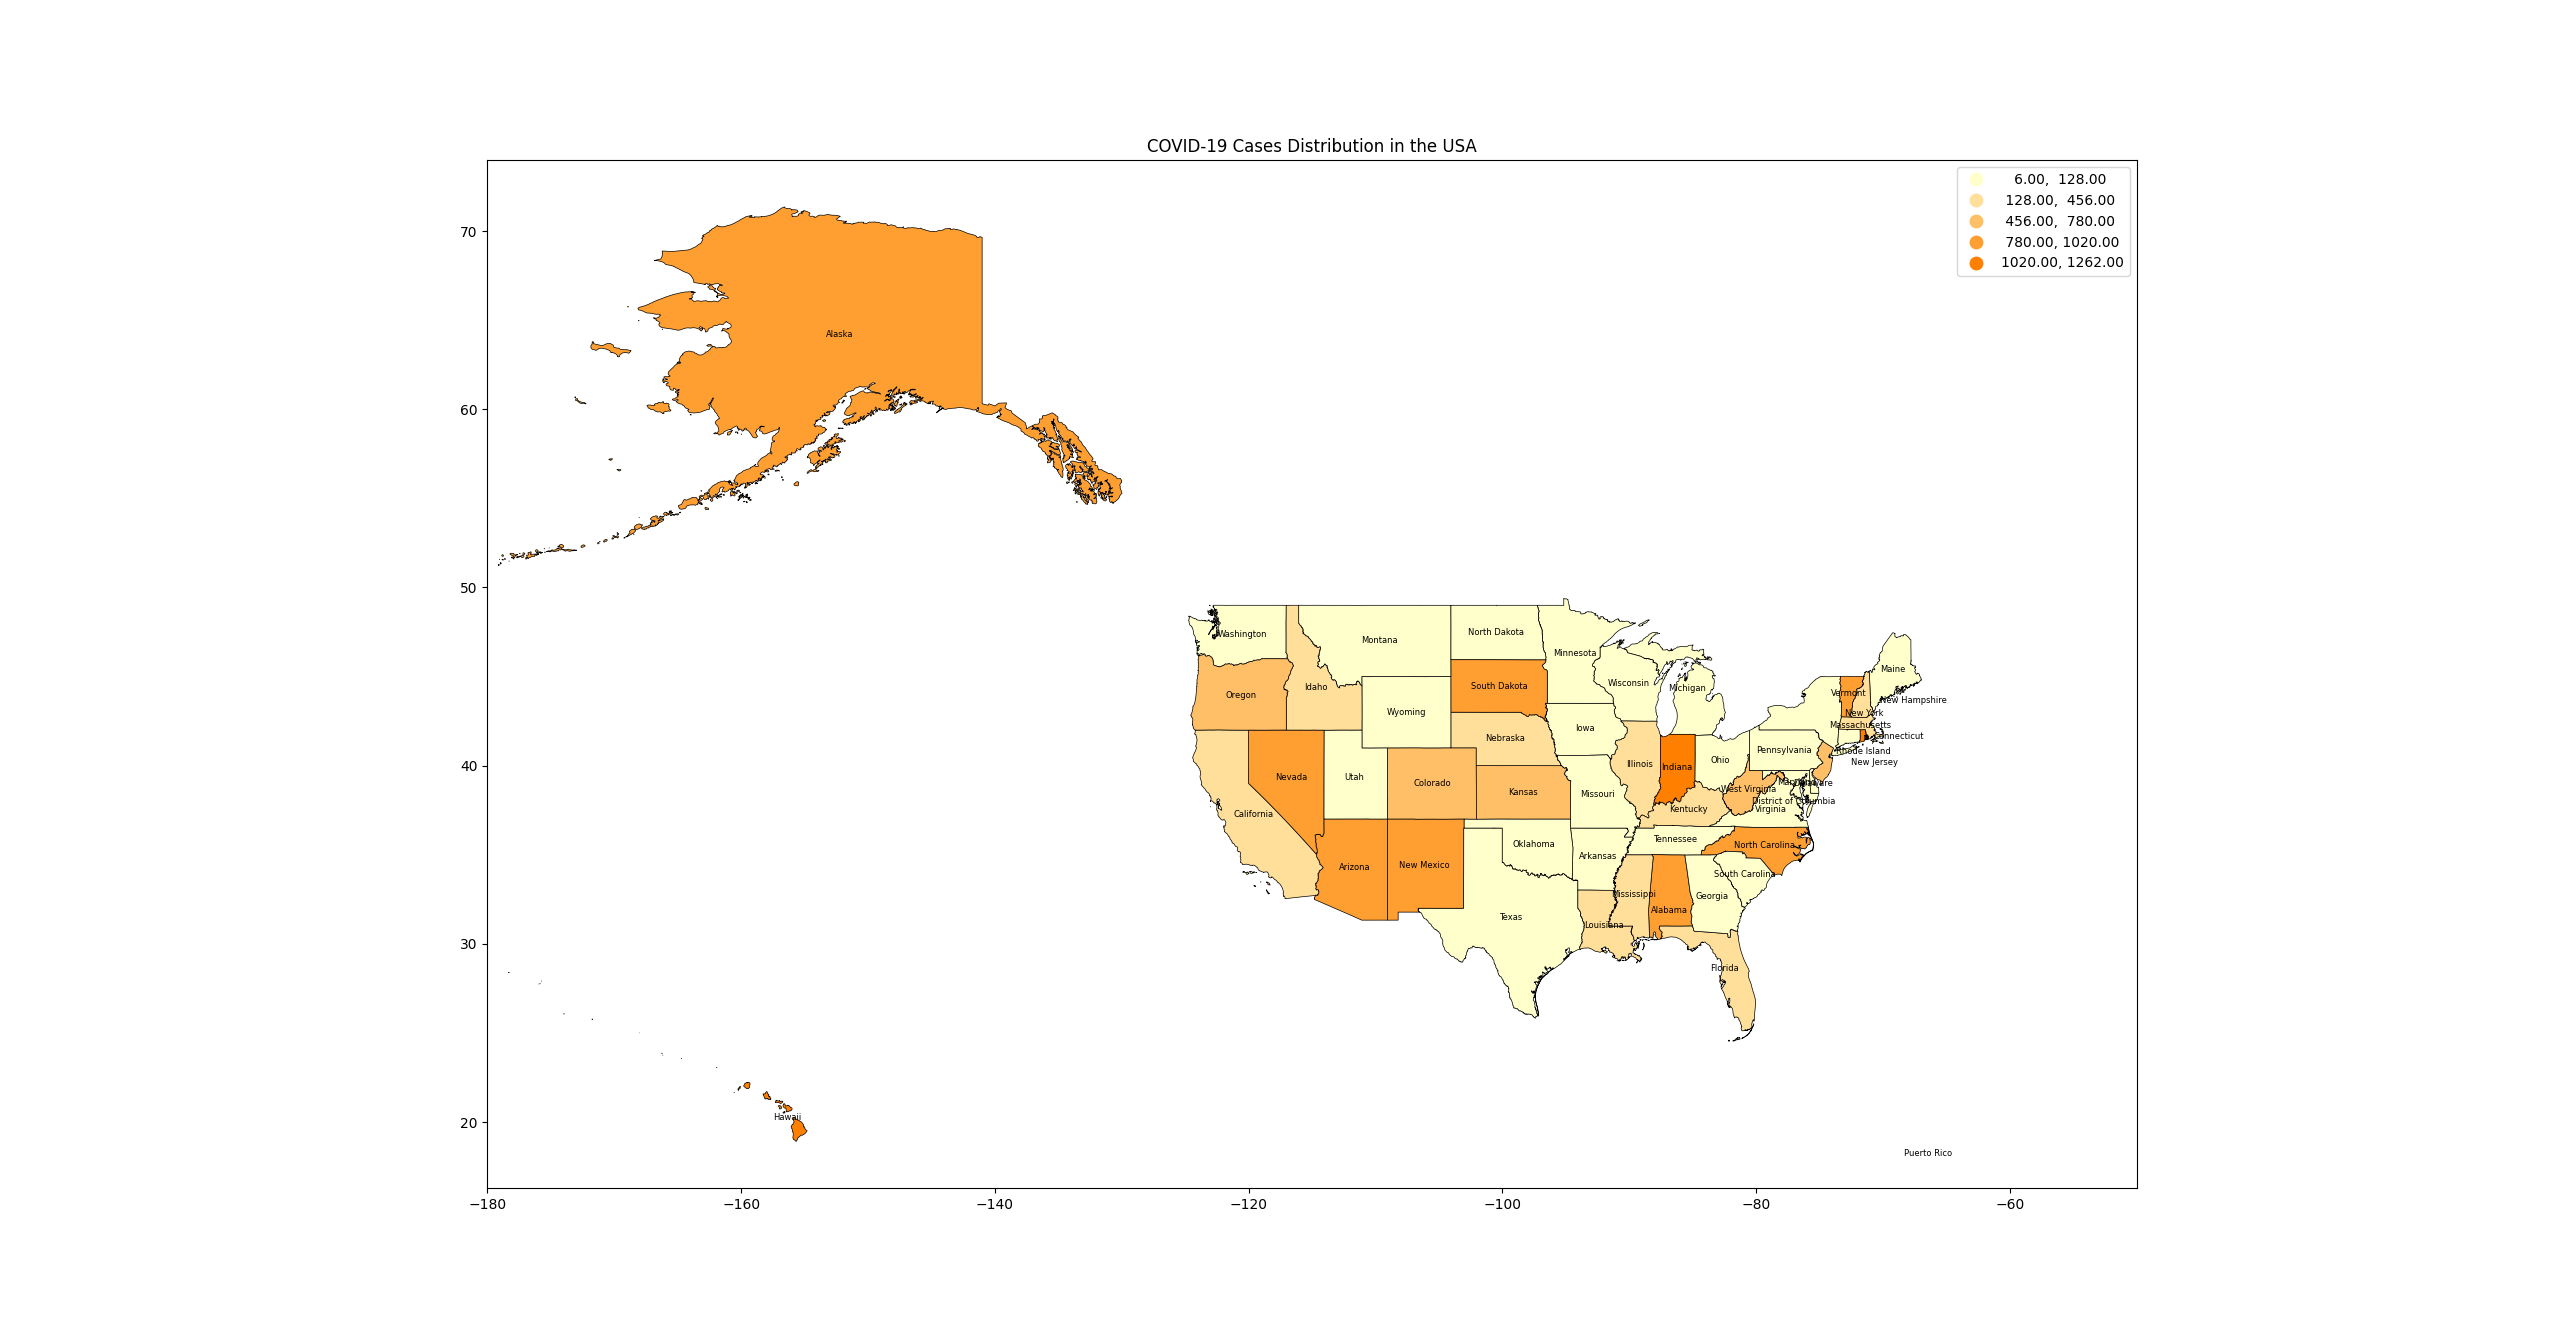 COVID-19 Cases Distribution in the USA
6.00, 128.00
128.00, 456.00
456.00, 780.00
780.00, 1020.00
1020.00, 1262.00
70
60
50
40
30
20
Alaska
Washington
Montana
North Dakota
Minnesota
Maine
Oregon
Idaho
South Dakota
Wisconsin
Michigan
Vermont
New Hampshire
Wyoming
New York
Iowa
Massachusetts
Nebraska
Connecticut
Pennsylvania
Rhode Island
Nevada
Utah
Colorado
Illinois
Indiana
Ohio
New Jersey
Kansas
Missouri
West Virginia
Maryland
Delaware
District of Columbia
California
Kentucky
Virginia
Oklahoma
Tennessee
North Carolina
Arizona
New Mexico
Arkansas
South Carolina
Mississippi
Georgia
Texas
Alabama
Louisiana
Florida
Hawaii
Puerto Rico
−180
−160
−140
−120
−100
−80
−60